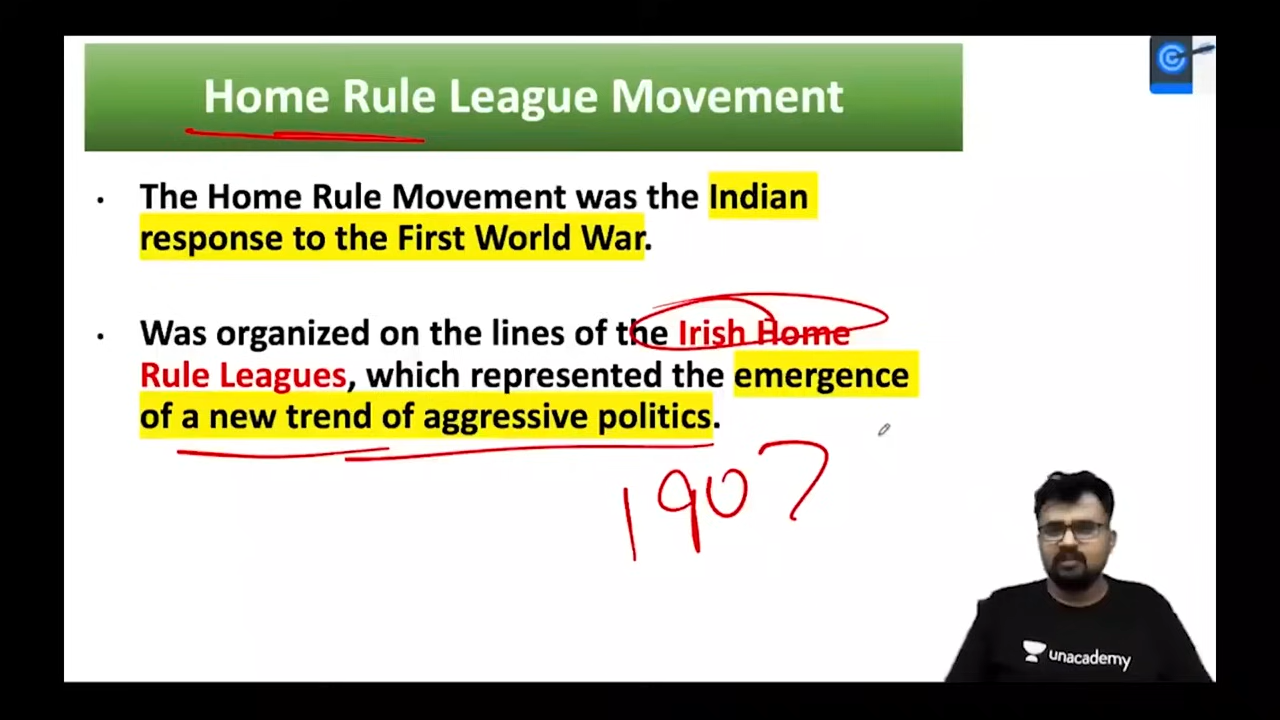 Home Rule League Movement
• The Home Rule Movement was the Indian
response to the First World War.
• Was organized on the lines of the Irish Home
Rule Leagues, which represented the emergence
of a new trend of aggressive politics.
1907
unacademy